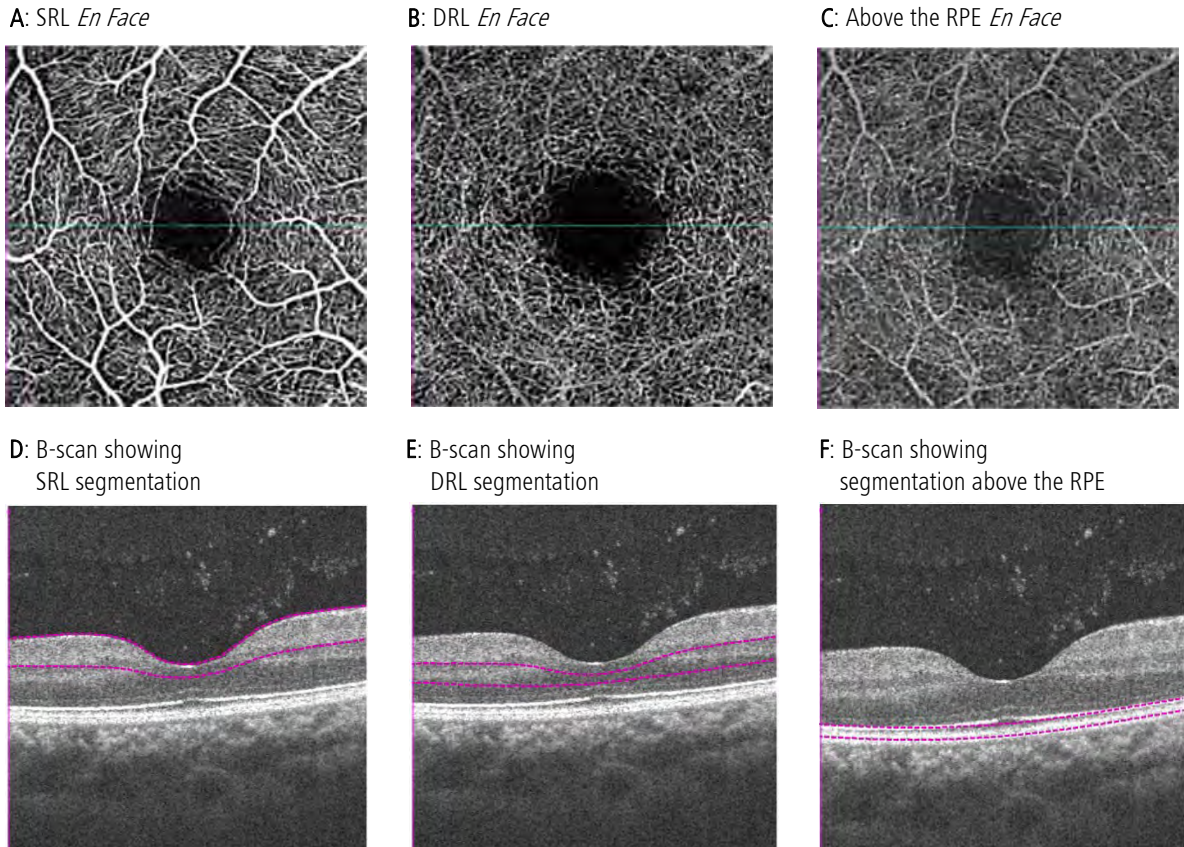 A: SRL En Face
B: DRL En Face
C: Above the RPE En Face
D: B-scan showing
SRL segmentation
E: B-scan showing
DRL segmentation
F: B-scan showing
segmentation above the RPE